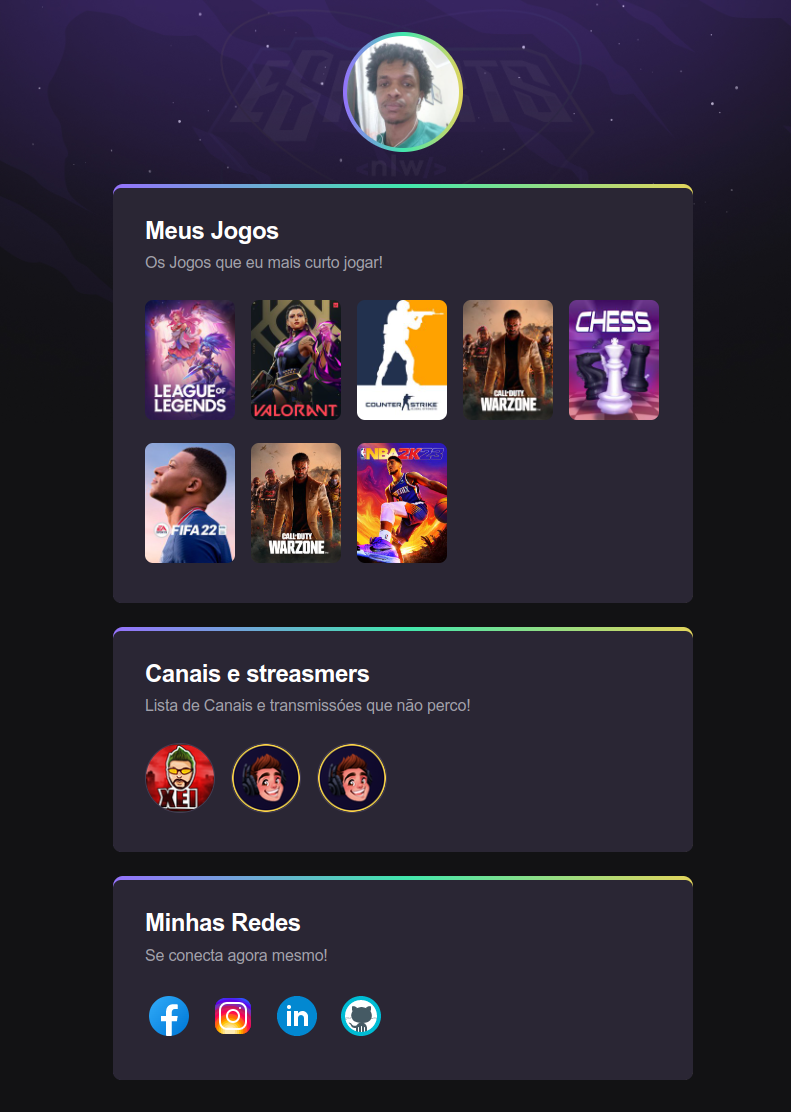 ESPORTS
<nlw/>
Meus Jogos
Os Jogos que eu mais curto jogar!
LEAGUE OF
LEGENDS
VALORANT
COUNTER STRIKE
CALL OF DUTY
WARZONE
CHESS
FIFA 22
CALL OF DUTY
WARZONE
NBA 2K23
Canais e streasmers
Lista de Canais e transmissóes que não perco!
XEI
Minhas Redes
Se conecta agora mesmo!
in